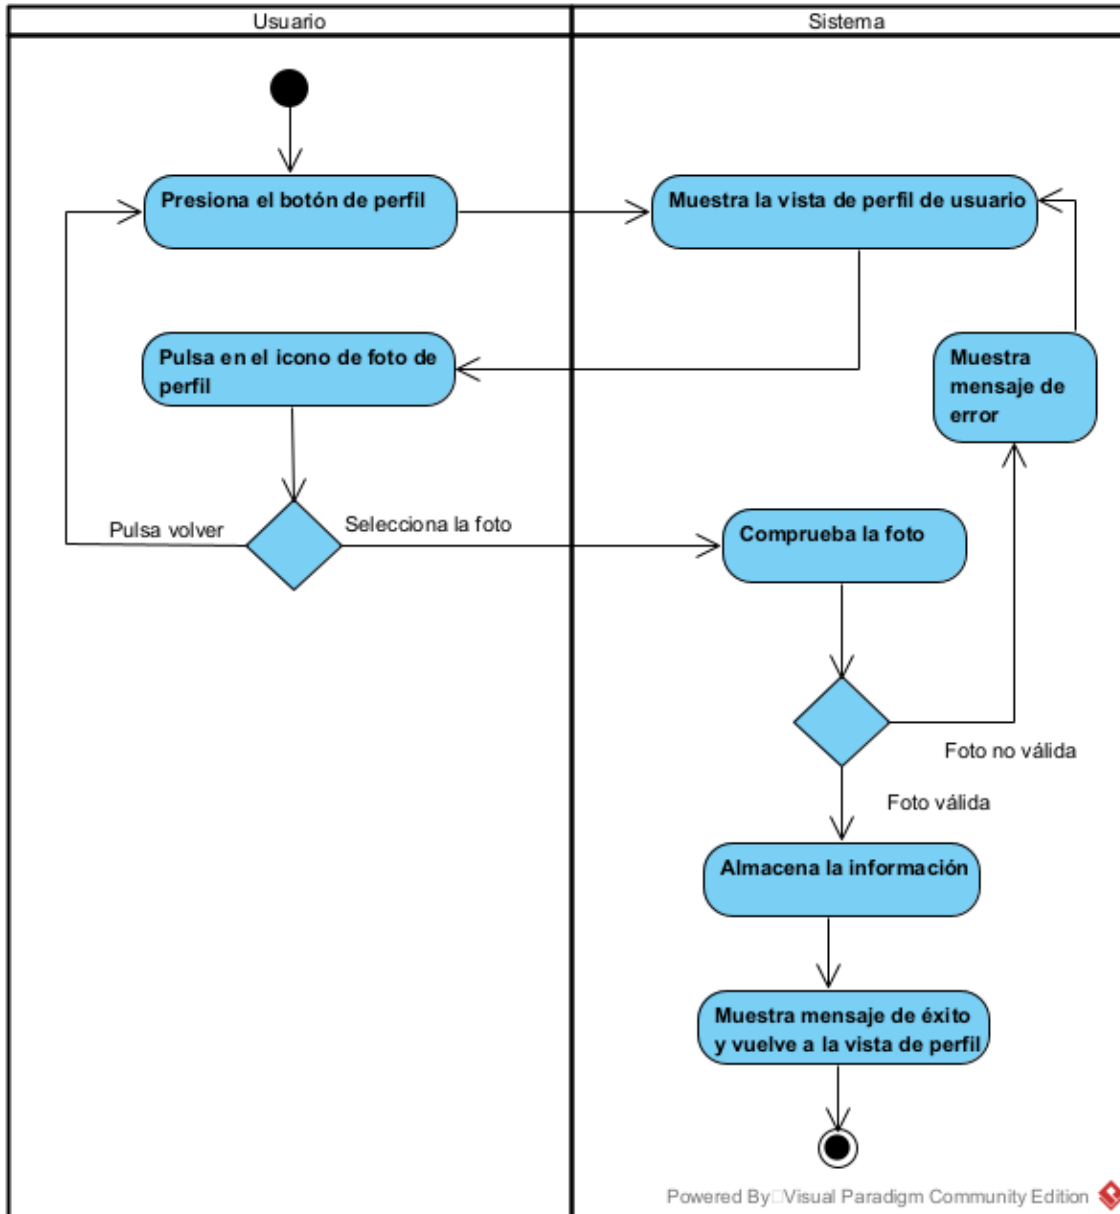 Usuario
Sistema
Presiona el botón de perfil
Muestra la vista de perfil de usuario
Pulsa en el icono de foto de
perfil
Muestra
mensaje de
error
Pulsa volver
Selecciona la foto
Comprueba la foto
Foto no válida
Foto válida
Almacena la información
Muestra mensaje de éxito
y vuelve a la vista de perfil
Powered By Visual Paradigm Community Edition